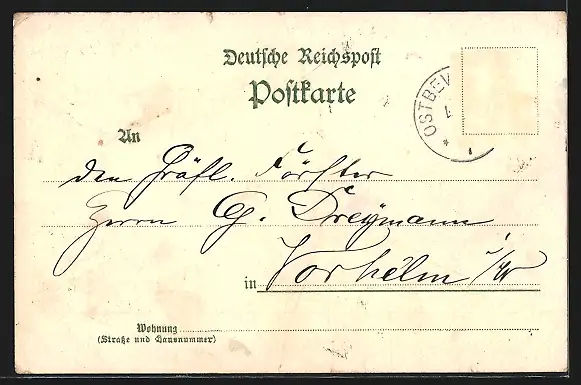 Deutsche Reichspost
Postkarte
* OSTBEV
An
den Gräfl. Förster
Herrn G. Dreymann
in Vorhelm i/W
Wohnung
(Straße und Hausnummer)